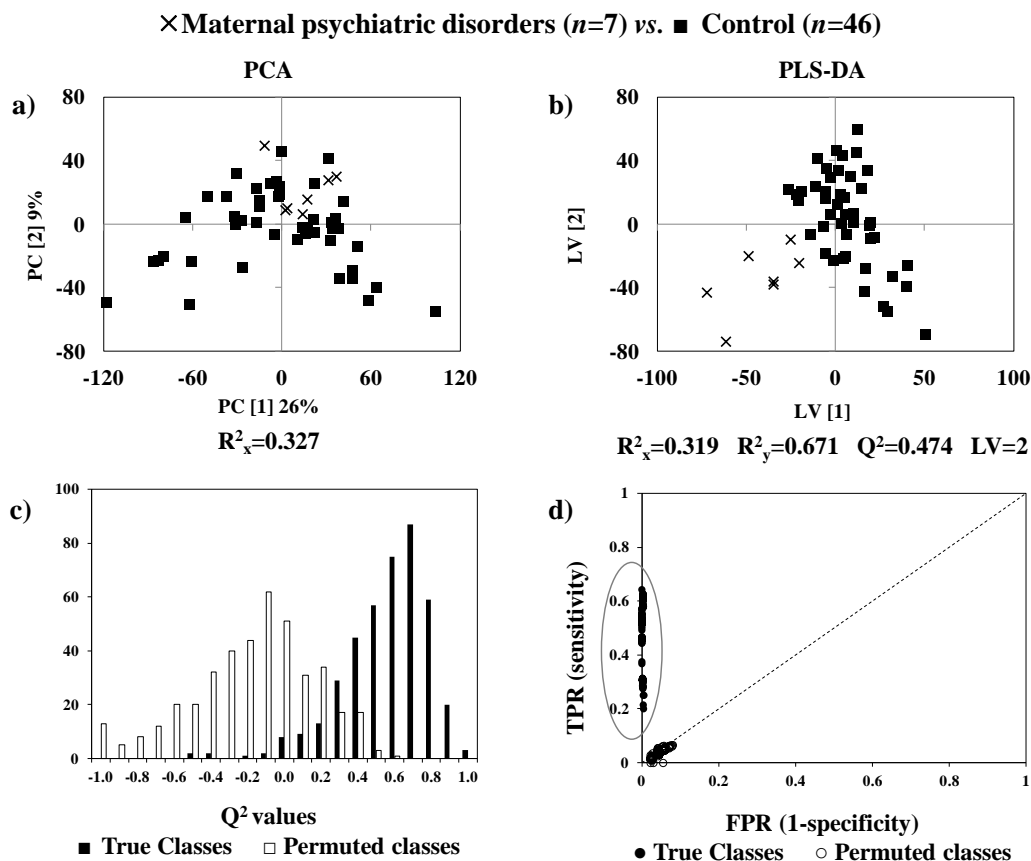 × Maternal psychiatric disorders (n=7) vs. ■ Control (n=46)
PCA
a)
80
40
0
-40
-80
PC [2] 9%
-120 -60 0 60 120
PC [1] 26%
R²ₓ=0.327
PLS-DA
b)
80
40
0
-40
-80
LV [2]
-100 -50 0 50 100
LV [1]
R²ₓ=0.319 R²y=0.671 Q²=0.474 LV=2
c)
100
80
60
40
20
0
-1.0 -0.8 -0.6 -0.4 -0.2 0.0 0.2 0.4 0.6 0.8 1.0
Q² values
■ True Classes □ Permuted classes
d)
1
0.8
0.6
0.4
0.2
0
TPR (sensitivity)
0 0.2 0.4 0.6 0.8 1
FPR (1-specificity)
● True Classes ○ Permuted classes